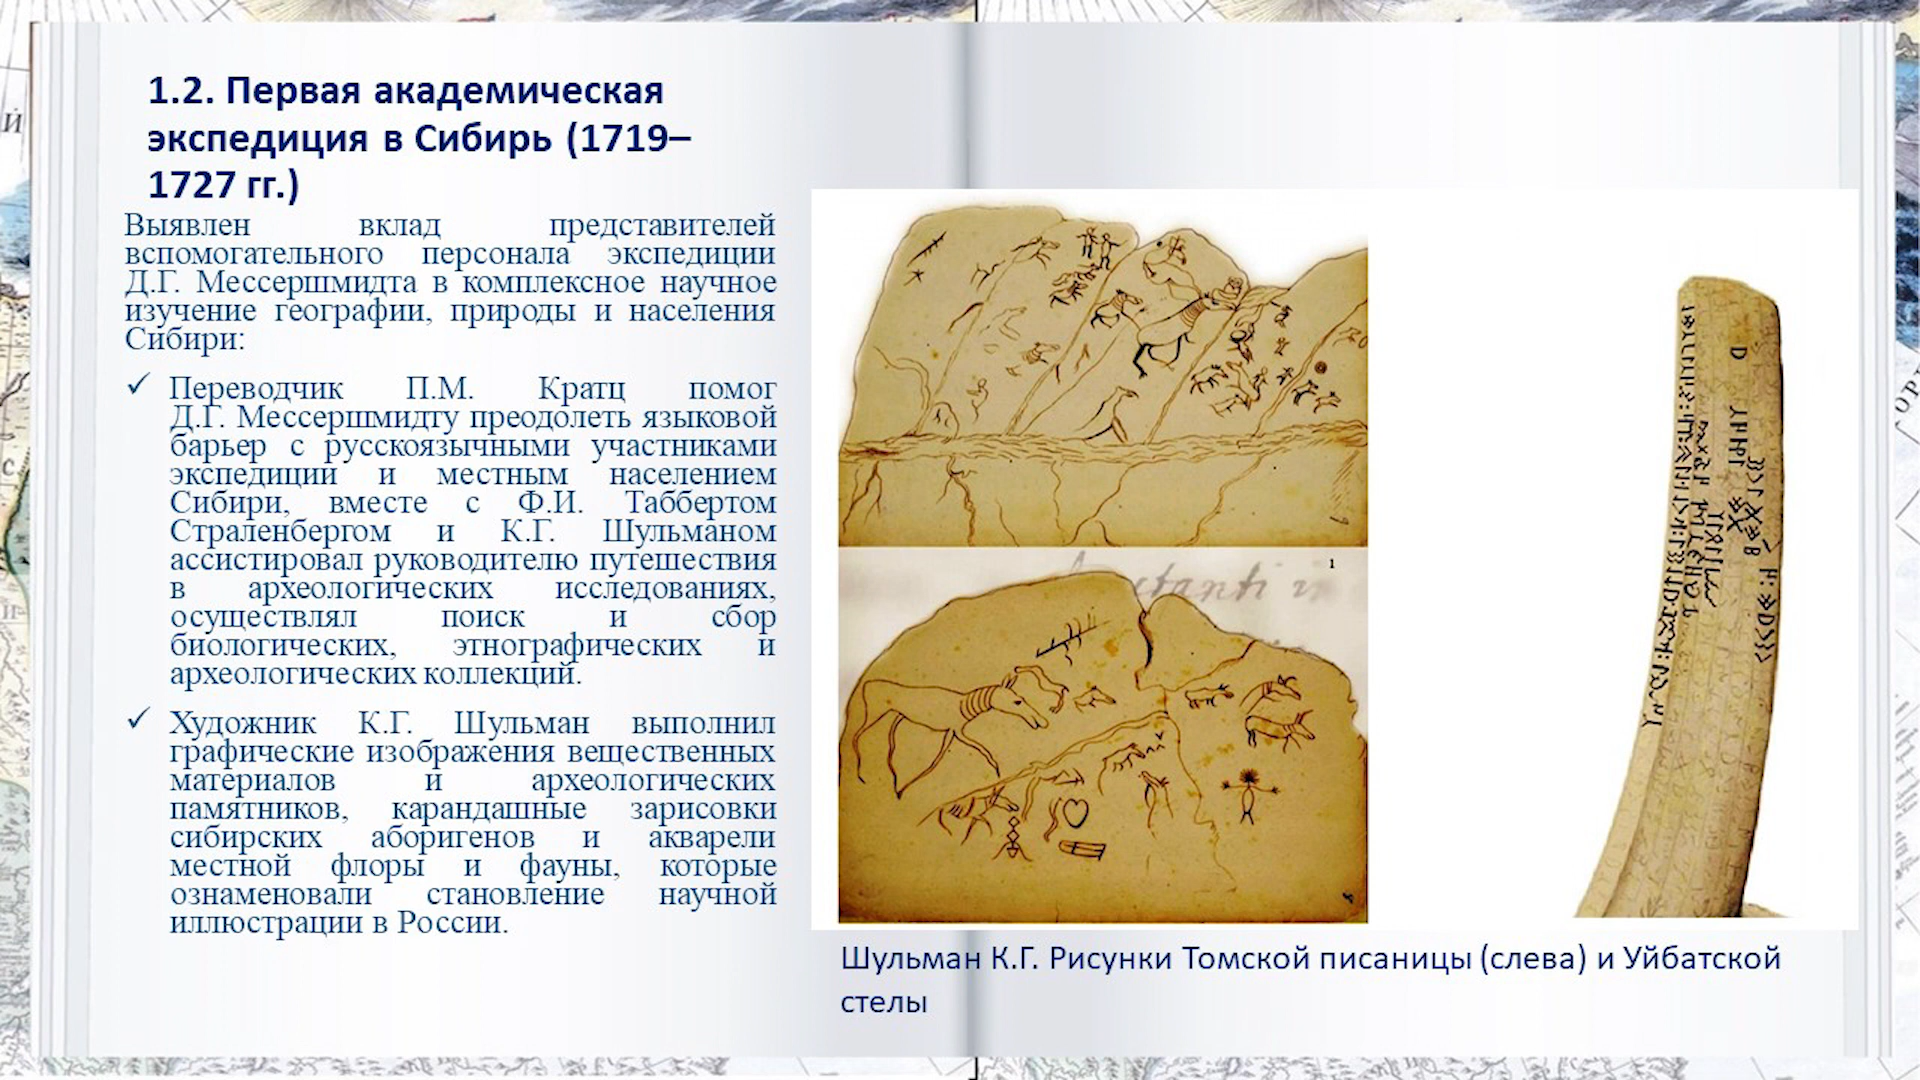 1.2. Первая академическая
экспедиция в Сибирь (1719–
1727 гг.)
Выявлен вклад представителей
вспомогательного персонала экспедиции
Д.Г. Мессершмидта в комплексное научное
изучение географии, природы и населения
Сибири:
✓ Переводчик П.М. Кратц помог
Д.Г. Мессершмидту преодолеть языковой
барьер с русскоязычными участниками
экспедиции и местным населением
Сибири, вместе с Ф.И. Таббертом
Страленбергом и К.Г. Шульманом
ассистировал руководителю путешествия
в археологических исследованиях,
осуществлял поиск и сбор
биологических, этнографических и
археологических коллекций.
✓ Художник К.Г. Шульман выполнил
графические изображения вещественных
материалов и археологических
памятников, карандашные зарисовки
сибирских аборигенов и акварели
местной флоры и фауны, которые
ознаменовали становление научной
иллюстрации в России.
1
Шульман К.Г. Рисунки Томской писаницы (слева) и Уйбатской
стелы